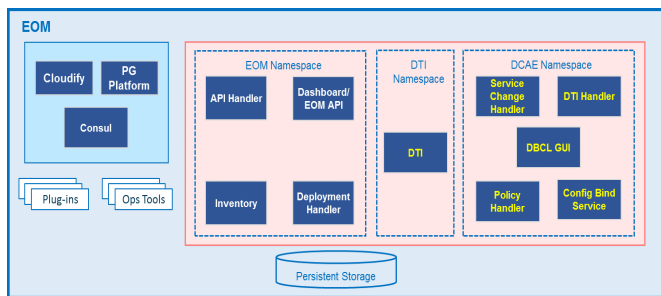 EOM
Cloudify
PG
Platform
Consul
Plug-ins
Ops Tools
EOM Namespace
API Handler
Dashboard/
EOM API
Inventory
Deployment
Handler
DTI
Namespace
DTI
DCAE Namespace
Service
Change
Handler
DTI Handler
DBCL GUI
Policy
Handler
Config Bind
Service
Persistent Storage